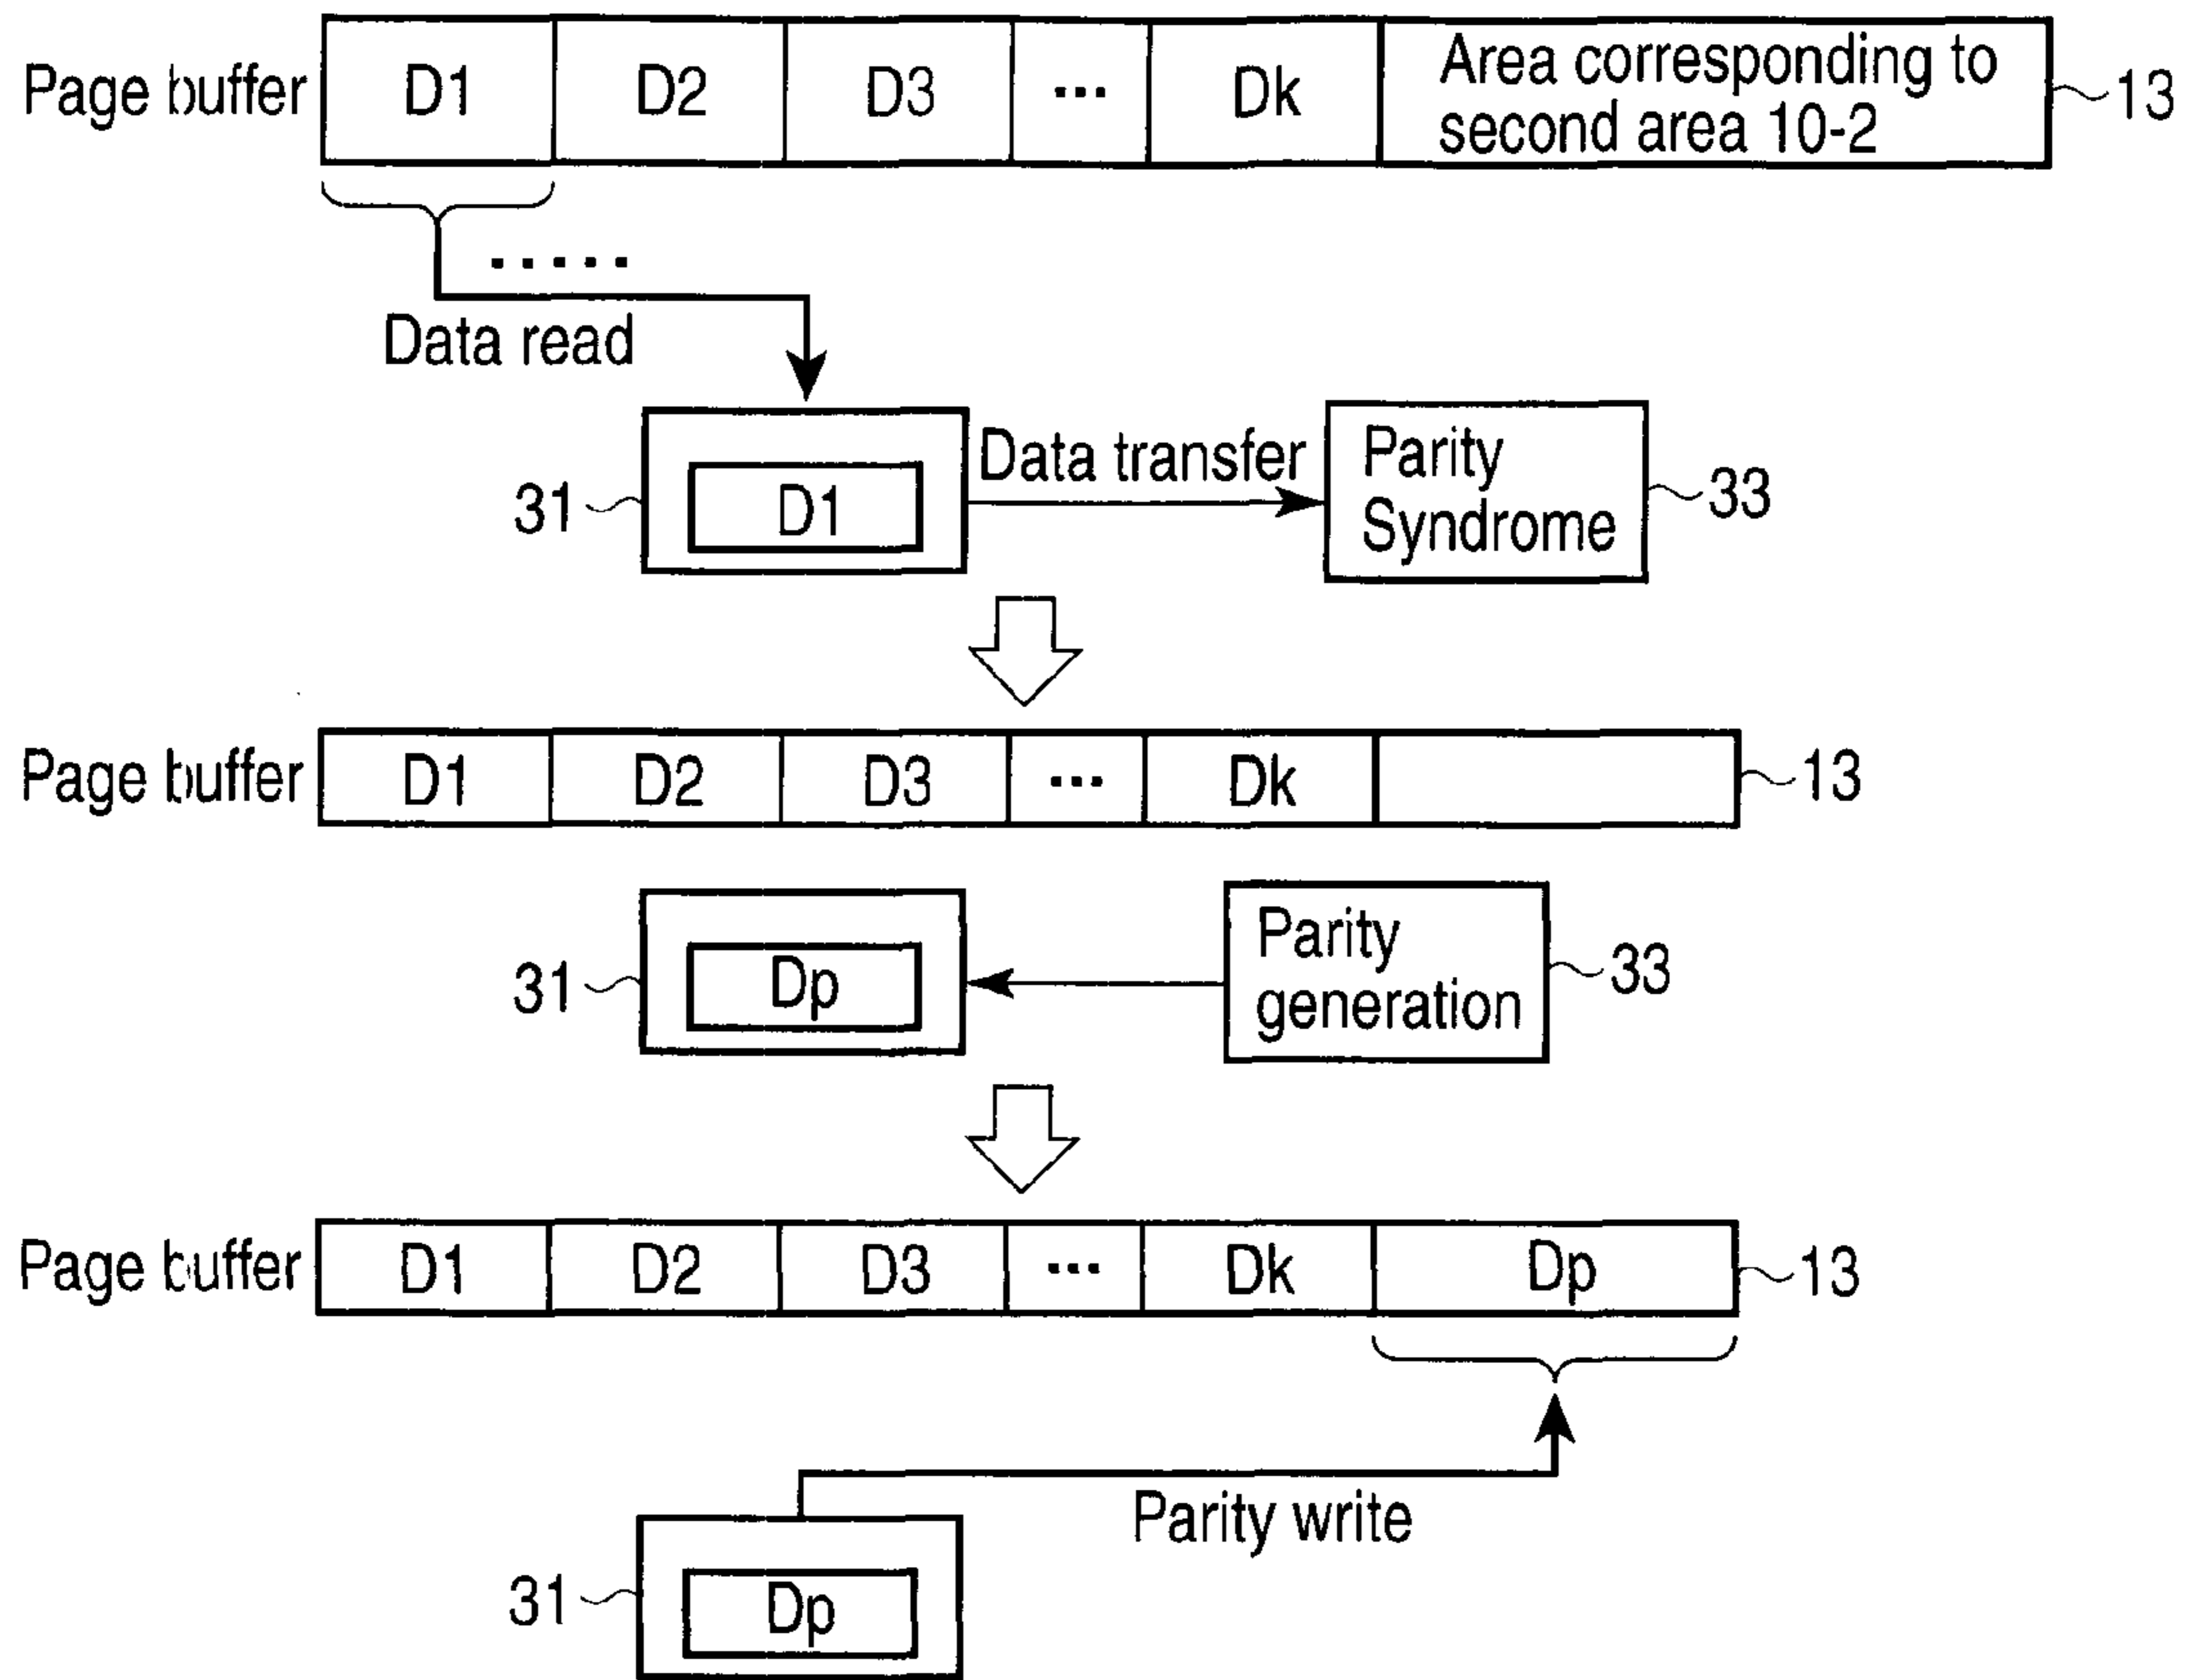 Page buffer D1 D2 D3 ... Dk Area corresponding to
second area 10-2 13
.....
Data read
31 D1 Data transfer Parity
Syndrome 33
Page buffer D1 D2 D3 ... Dk 13
31 Dp Parity
generation 33
Page buffer D1 D2 D3 ... Dk Dp 13
Parity write
31 Dp